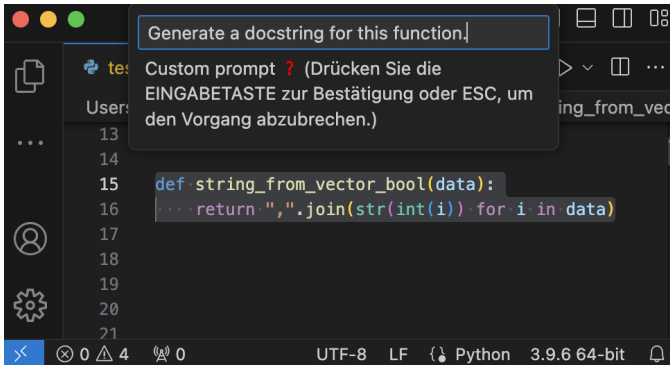 Generate a docstring for this function.
Custom prompt ❓ (Drücken Sie die
EINGABETASTE zur Bestätigung oder ESC, um
den Vorgang abzubrechen.)
tes
User
ing_from_vec
13
14
15 def string_from_vector_bool(data):
16 return ",".join(str(int(i)) for i in data)
17
18
19
20
21
0 4 0 UTF-8 LF Python 3.9.6 64-bit